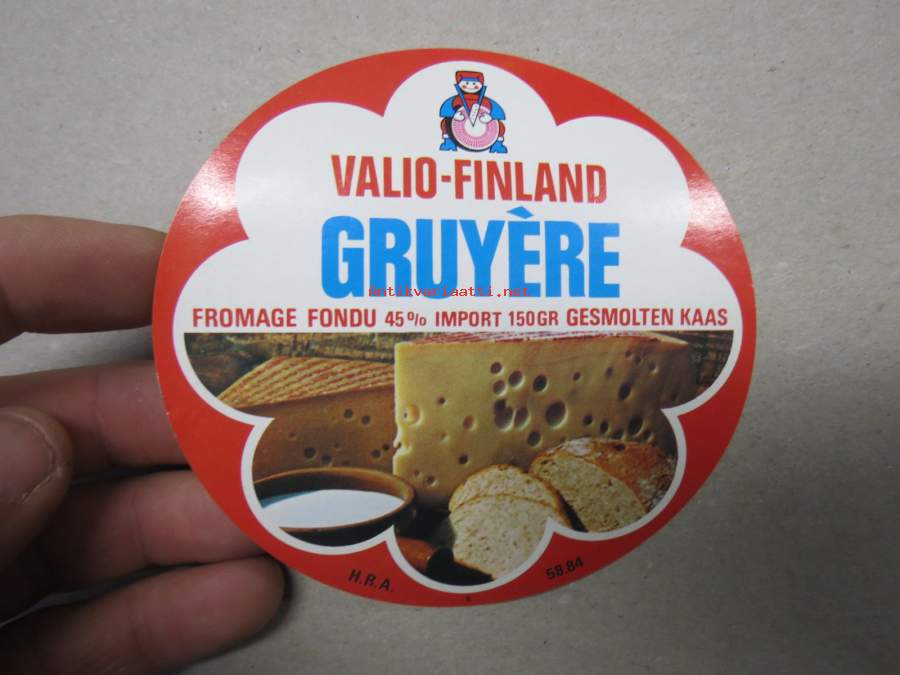 VALIO-FINLAND
GRUYÈRE
Antikvariaatti.net
FROMAGE FONDU 45% IMPORT 150GR GESMOLTEN KAAS
H.R.A. 58.84